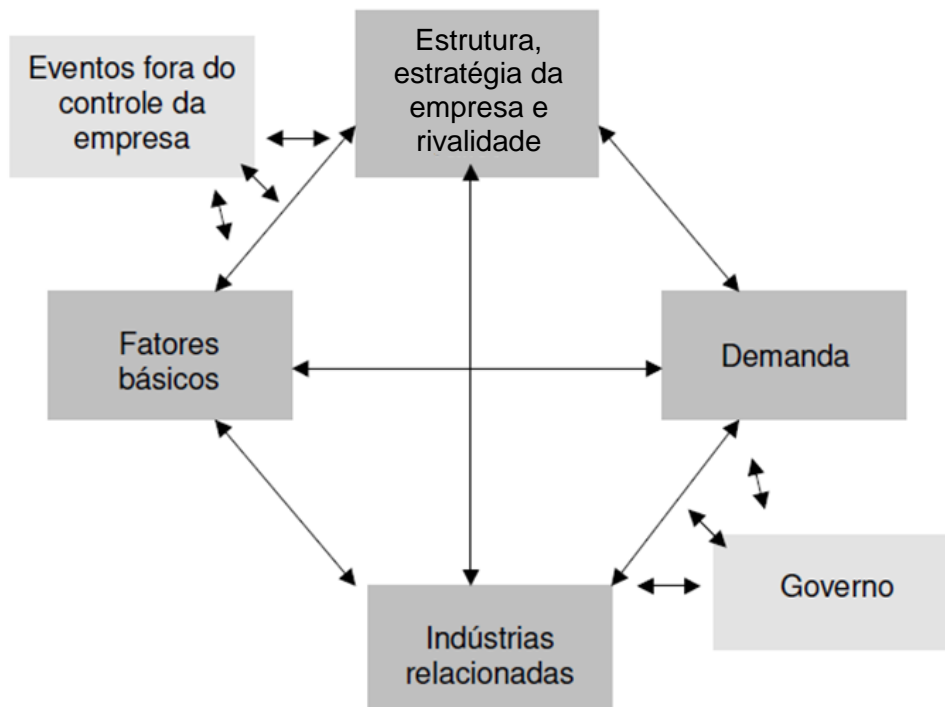 Estrutura,
estratégia da
empresa e
rivalidade
Eventos fora do
controle da
empresa
Fatores
básicos
Demanda
Governo
Indústrias
relacionadas